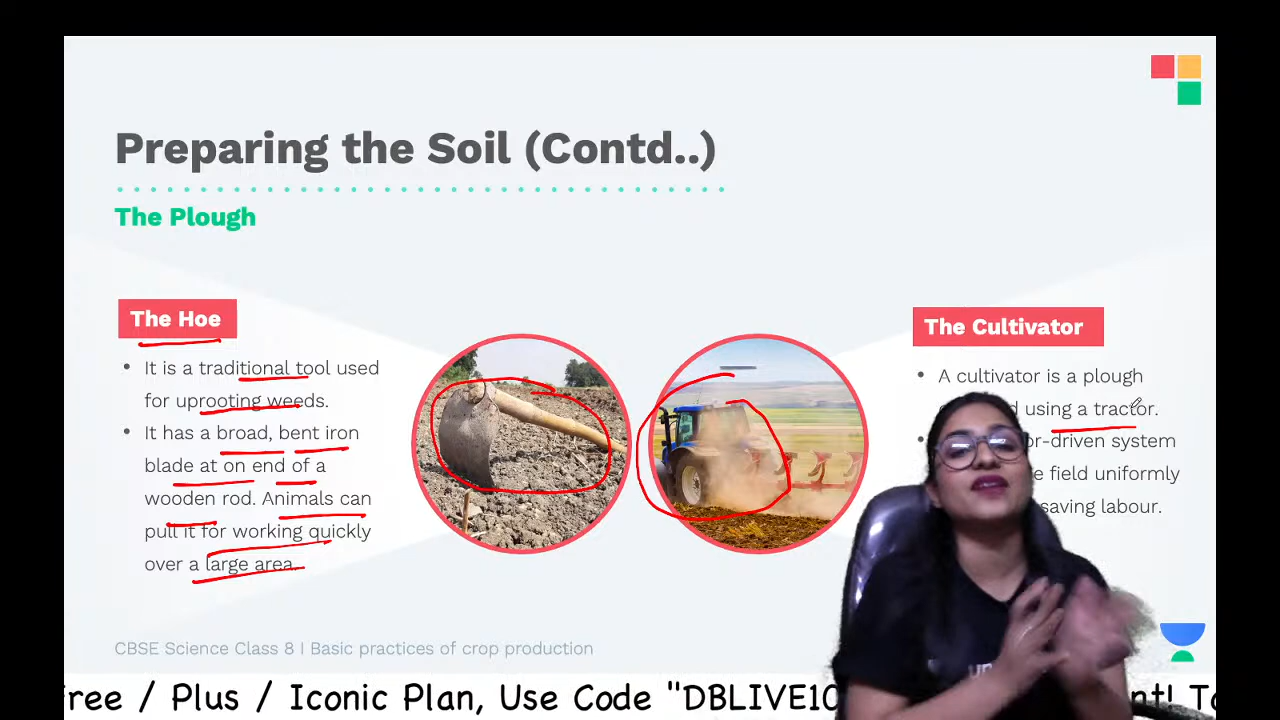 Preparing the Soil (Contd..)
The Plough
The Hoe
• It is a traditional tool used
for uprooting weeds.
• It has a broad, bent iron
blade at on end of a
wooden rod. Animals can
pull it for working quickly
over a large area.
The Cultivator
• A cultivator is a plough
using a tractor.
-driven system
field uniformly
saving labour.
CBSE Science Class 8 I Basic practices of crop production
/ Plus / Iconic Plan, Use Code "DBLIVE10